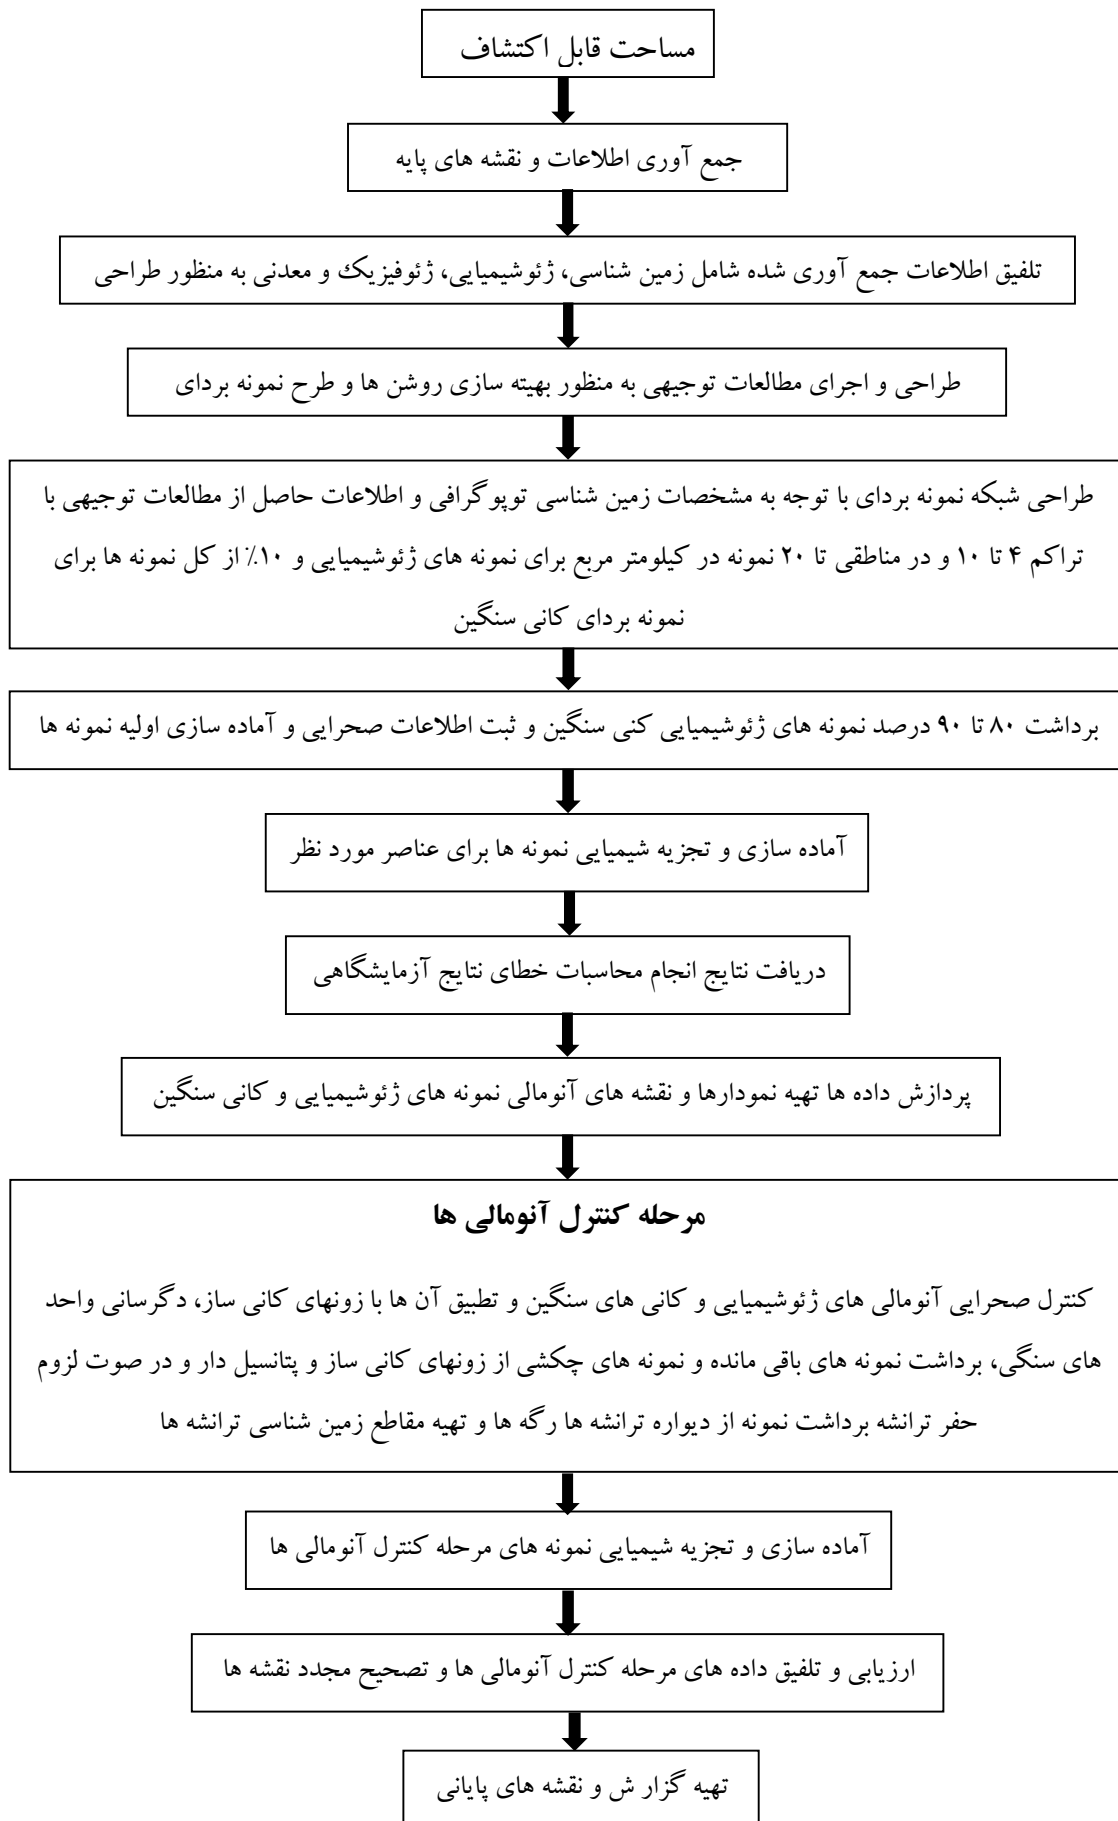 مساحت قابل اکتشاف
جمع آوری اطلاعات و نقشه های پایه
تلفیق اطلاعات جمع آوری شده شامل زمین شناسی، ژئوشیمیایی، ژئوفیزیک و معدنی به منظور طراحی
طراحی و اجرای مطالعات توجیهی به منظور بهیته سازی روشن ها و طرح نمونه بردای
طراحی شبکه نمونه بردای با توجه به مشخصات زمین شناسی توپوگرافی و اطلاعات حاصل از مطالعات توجیهی با
تراکم ۴ تا ۱۰ و در مناطقی تا ۲۰ نمونه در کیلومتر مربع برای نمونه های ژئوشیمیایی و ۱۰٪ از کل نمونه ها برای
نمونه بردای کانی سنگین
برداشت ۸۰ تا ۹۰ درصد نمونه های ژئوشیمیایی کنی سنگین و ثبت اطلاعات صحرایی و آماده سازی اولیه نمونه ها
آماده سازی و تجزیه شیمیایی نمونه ها برای عناصر مورد نظر
دریافت نتایج انجام محاسبات خطای نتایج آزمایشگاهی
پردازش داده ها تهیه نمودارها و نقشه های آنومالی نمونه های ژئوشیمیایی و کانی سنگین
مرحله کنترل آنومالی ها
کنترل صحرایی آنومالی های ژئوشیمیایی و کانی های سنگین و تطبیق آن ها با زونهای کانی ساز، دگرسانی واحد
های سنگی، برداشت نمونه های باقی مانده و نمونه های چکشی از زونهای کانی ساز و پتانسیل دار و در صوت لزوم
حفر ترانشه برداشت نمونه از دیواره ترانشه ها رگه ها و تهیه مقاطع زمین شناسی ترانشه ها
آماده سازی و تجزیه شیمیایی نمونه های مرحله کنترل آنومالی ها
ارزیابی و تلفیق داده های مرحله کنترل آنومالی ها و تصحیح مجدد نقشه ها
تهیه گزار ش و نقشه های پایانی